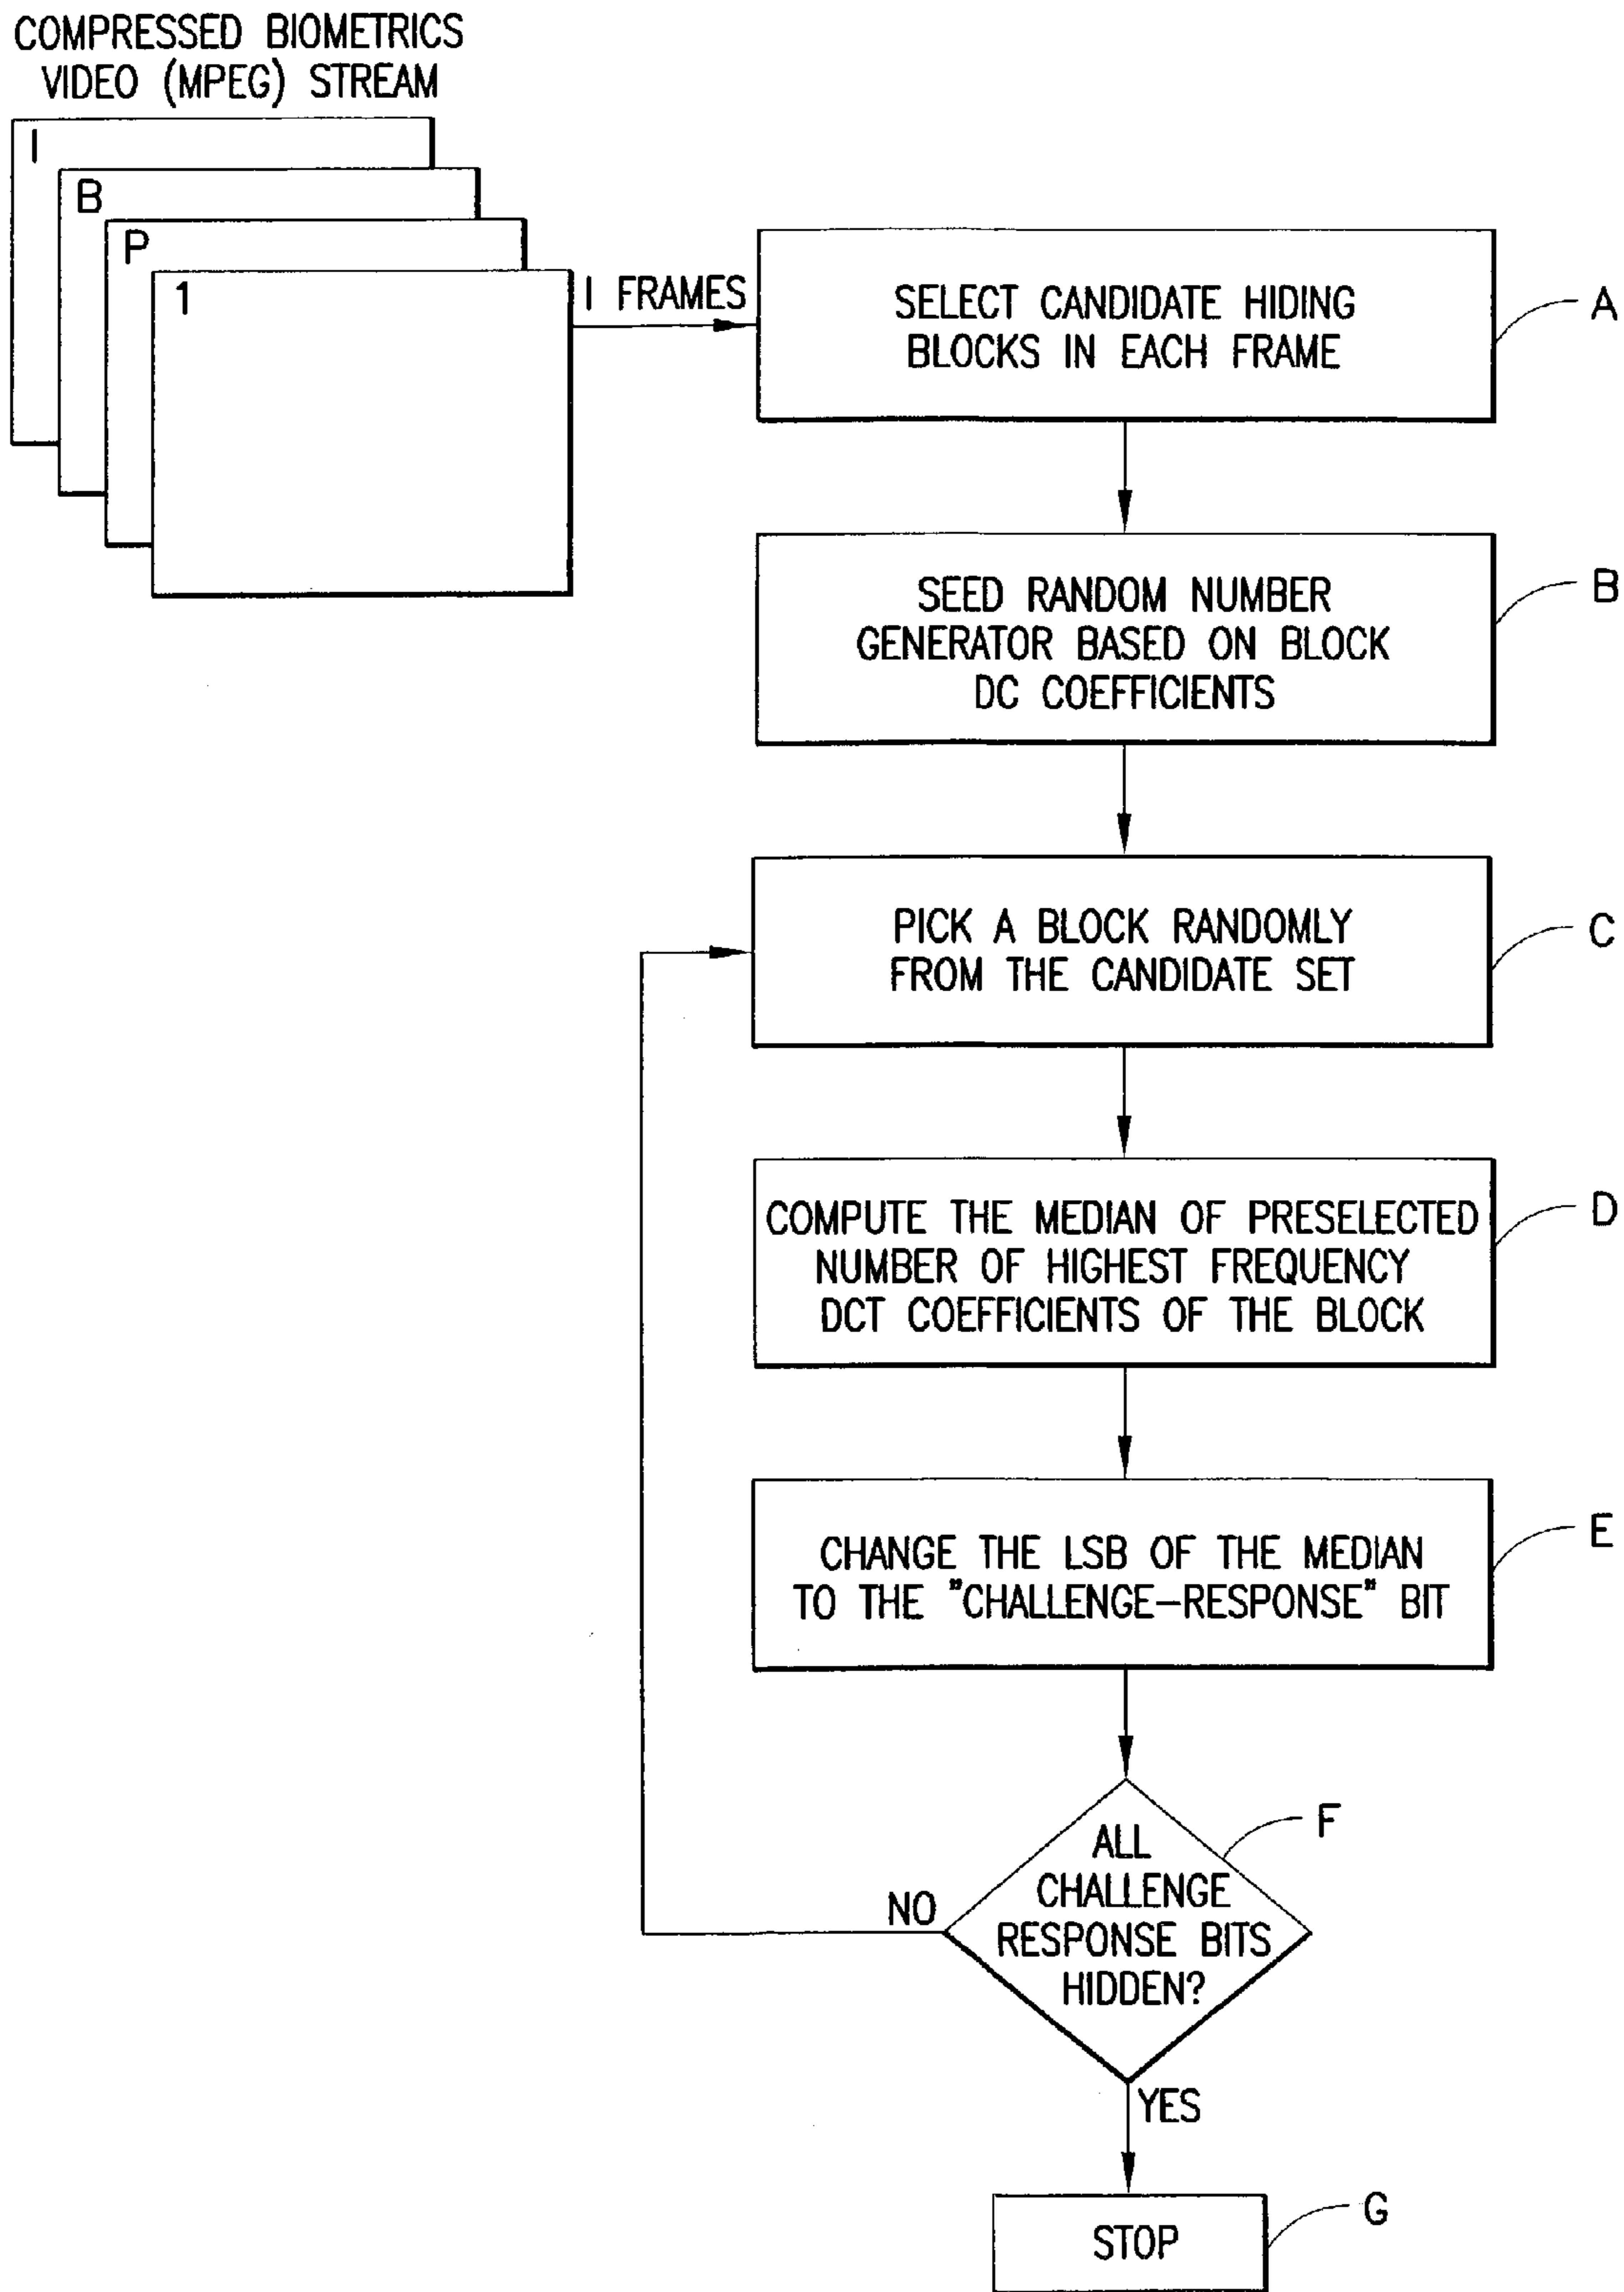 COMPRESSED BIOMETRICS
VIDEO (MPEG) STREAM
I
B
P
1
I FRAMES
SELECT CANDIDATE HIDING
BLOCKS IN EACH FRAME
A
SEED RANDOM NUMBER
GENERATOR BASED ON BLOCK
DC COEFFICIENTS
B
PICK A BLOCK RANDOMLY
FROM THE CANDIDATE SET
C
COMPUTE THE MEDIAN OF PRESELECTED
NUMBER OF HIGHEST FREQUENCY
DCT COEFFICIENTS OF THE BLOCK
D
CHANGE THE LSB OF THE MEDIAN
TO THE "CHALLENGE-RESPONSE" BIT
E
ALL
CHALLENGE
RESPONSE BITS
HIDDEN?
F
NO
YES
STOP
G